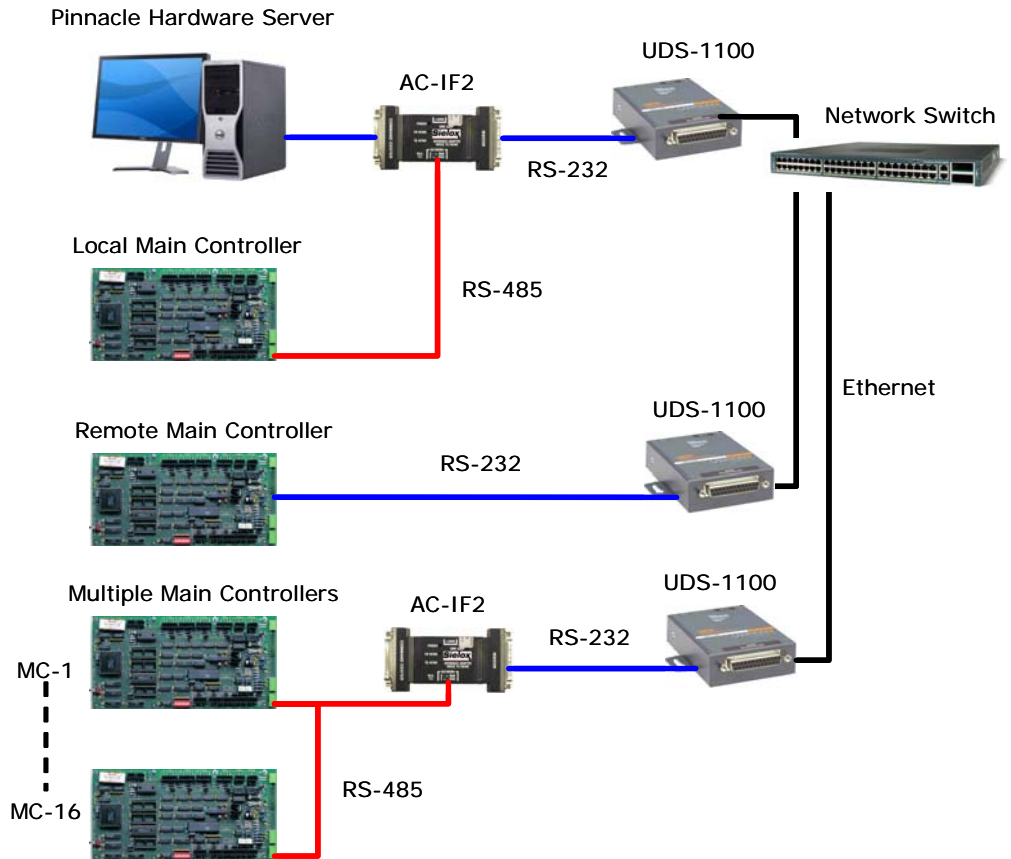 Pinnacle Hardware Server
UDS-1100
AC-IF2
Network Switch
Sielox
RS-232
Local Main Controller
RS-485
Ethernet
UDS-1100
Remote Main Controller
RS-232
UDS-1100
Multiple Main Controllers
AC-IF2
RS-232
Sielox
MC-1
RS-485
MC-16